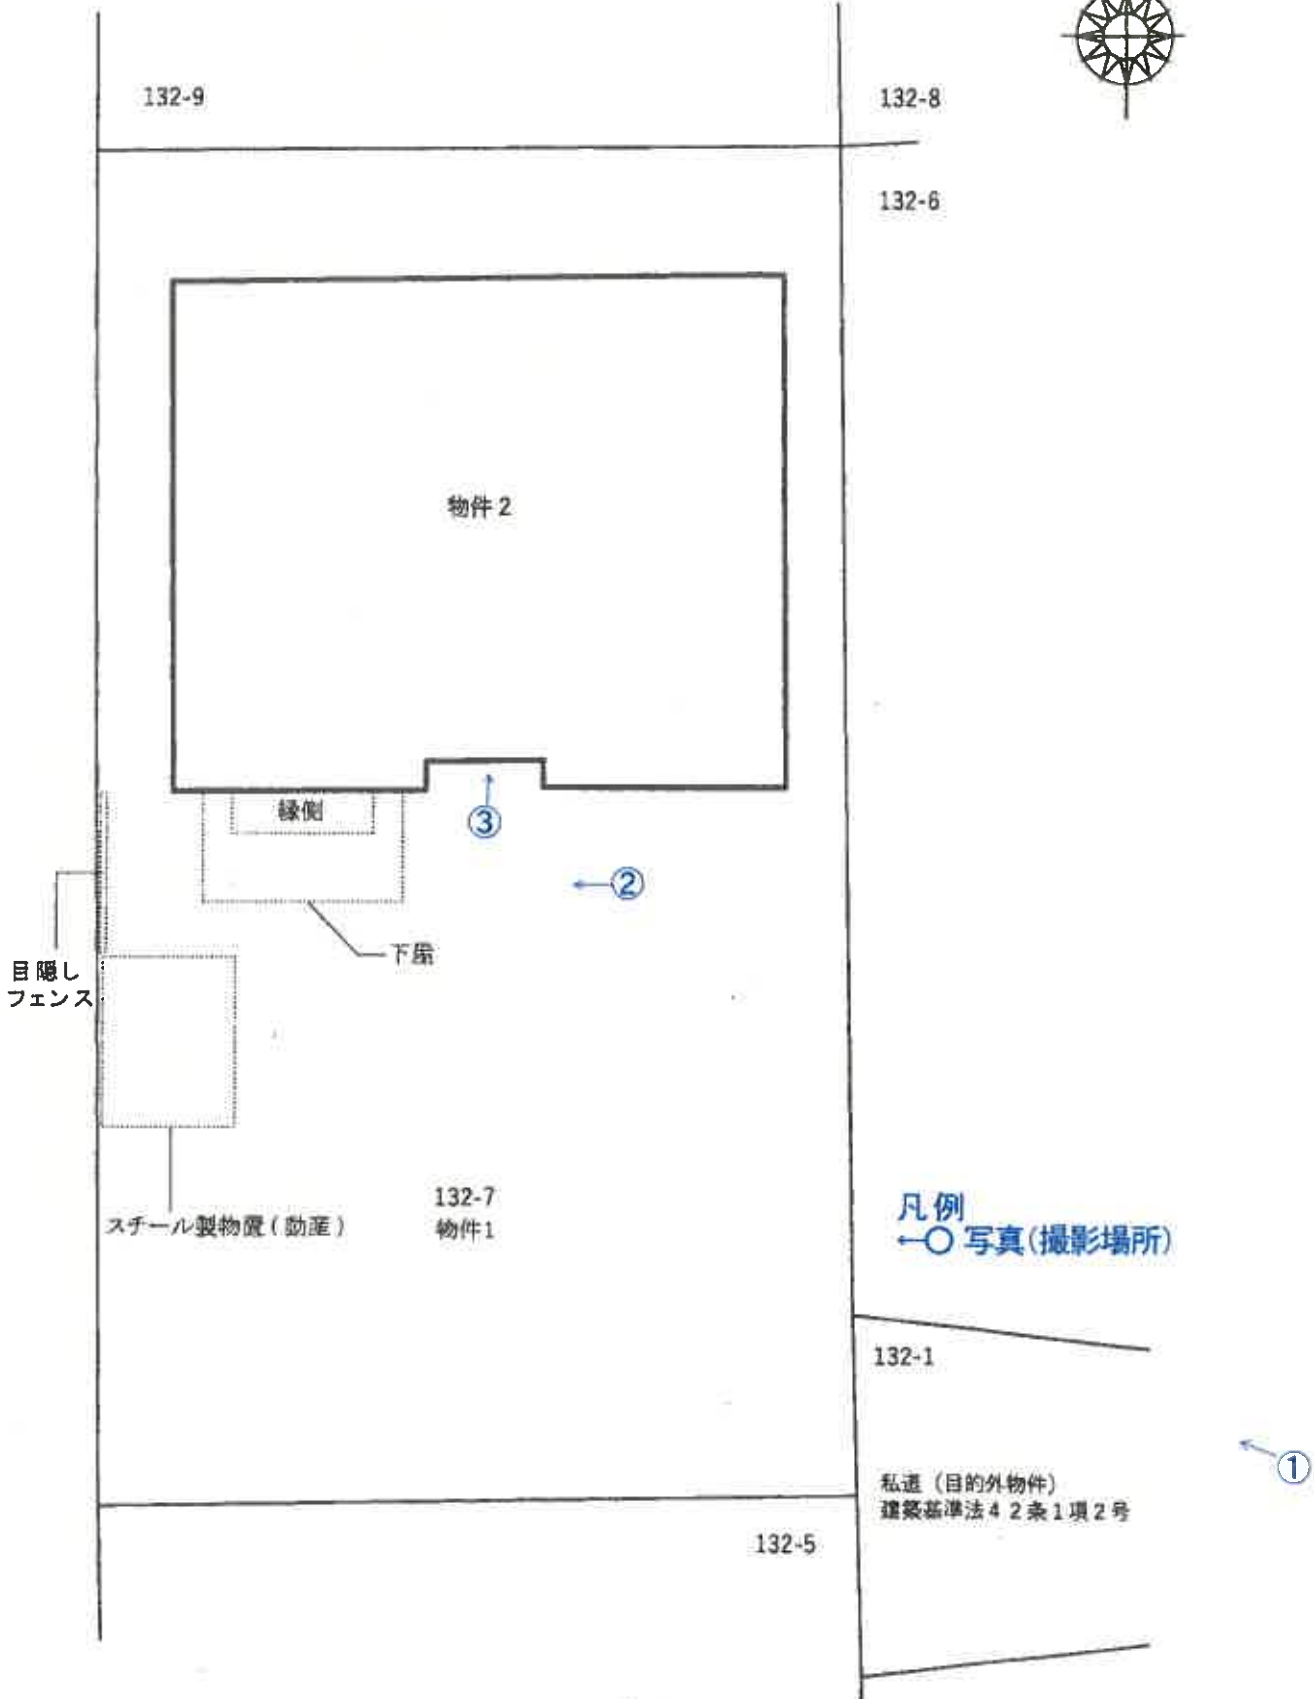 132-9
132-8
132-6
物件2
縁側
③
②
下屋
目隠し
フェンス
スチール製物置(動産)
132-7
物件1
凡例
←○ 写真(撮影場所)
132-1
①
私道(目的外物件)
建築基準法42条1項2号
132-5